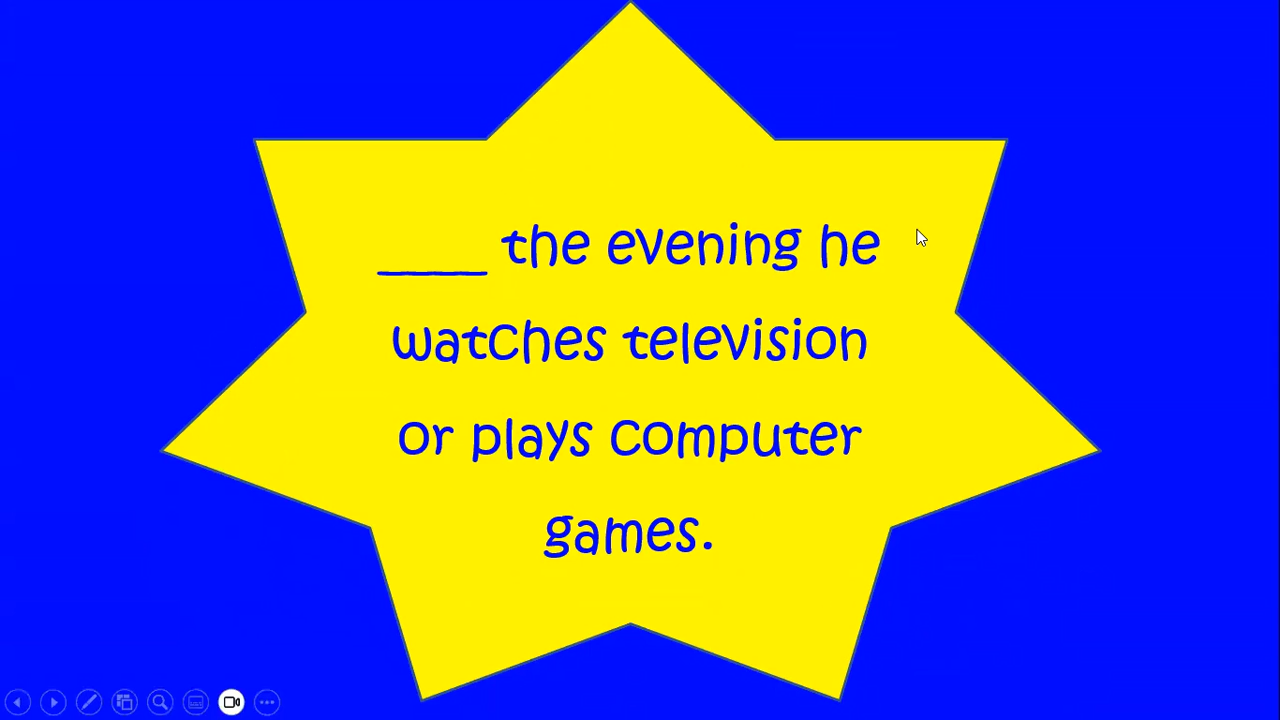 ____ the evening he
watches television
or plays computer
games.